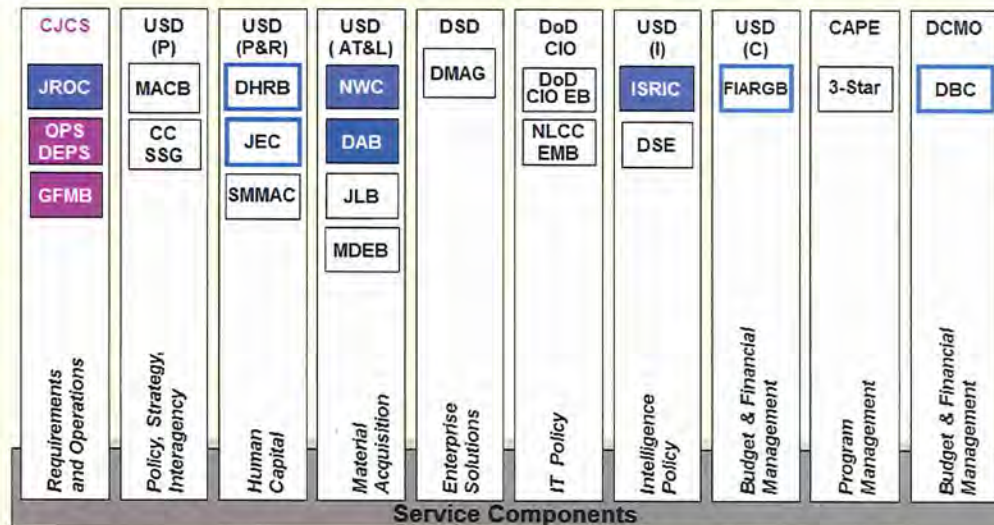 CJCS
JROC
OPS
DEPS
GFMB
Requirements
and Operations
USD
(P)
MACB
CC
SSG
Policy, Strategy,
Interagency
USD
(P&R)
DHRB
JEC
SMMAC
Human
Capital
USD
( AT&L)
NWC
DAB
JLB
MDEB
Material
Acquisition
DSD
DMAG
Enterprise
Solutions
DoD
CIO
DoD
CIO EB
NLCC
EMB
IT Policy
USD
(I)
ISRIC
DSE
Intelligence
Policy
USD
(C)
FIARGB
Budget & Financial
Management
CAPE
3-Star
Program
Management
DCMO
DBC
Budget & Financial
Management
Service Components